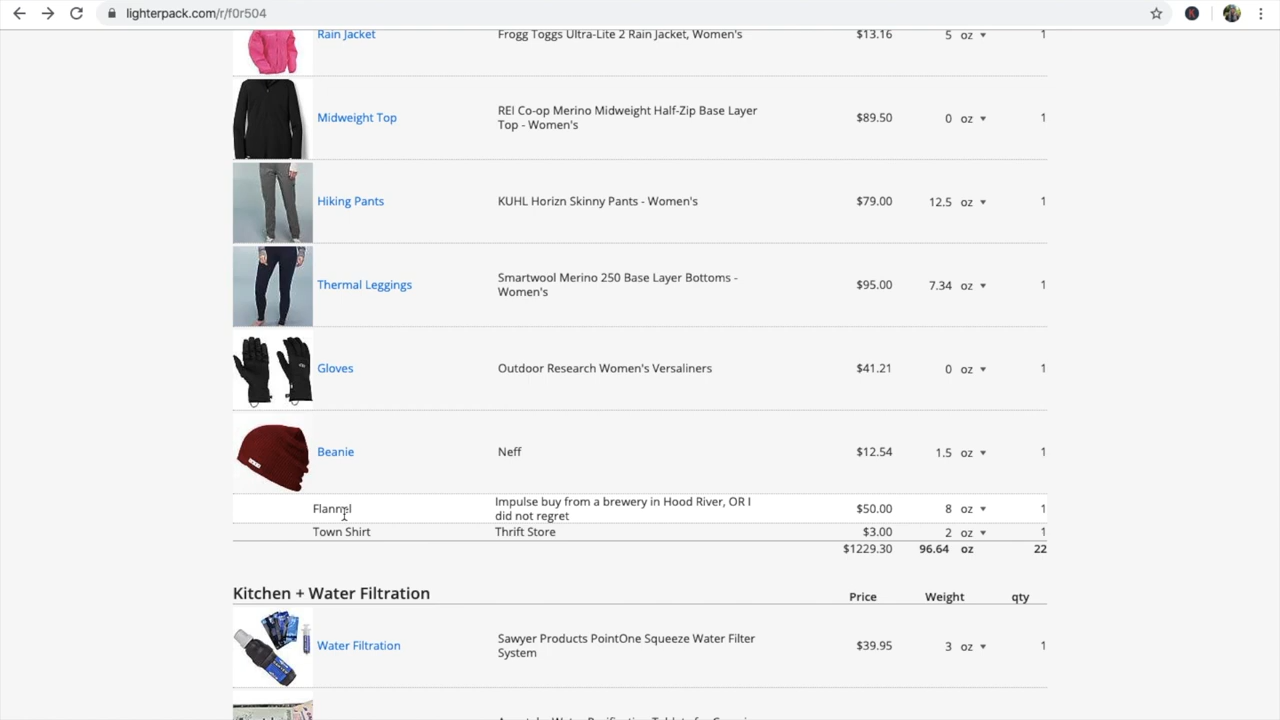 lighterpack.com/r/f0r504
Rain Jacket Frogg Toggs Ultra-Lite 2 Rain Jacket, Women's $13.16 5 oz 1
Midweight Top REI Co-op Merino Midweight Half-Zip Base Layer Top - Women's $89.50 0 oz 1
Hiking Pants KUHL Horizn Skinny Pants - Women's $79.00 12.5 oz 1
Thermal Leggings Smartwool Merino 250 Base Layer Bottoms - Women's $95.00 7.34 oz 1
Gloves Outdoor Research Women's Versaliners $41.21 0 oz 1
Beanie Neff $12.54 1.5 oz 1
Flannel Impulse buy from a brewery in Hood River, OR I did not regret $50.00 8 oz 1
Town Shirt Thrift Store $3.00 2 oz 1
$1229.30 96.64 oz 22
Kitchen + Water Filtration Price Weight qty
Water Filtration Sawyer Products PointOne Squeeze Water Filter System $39.95 3 oz 1